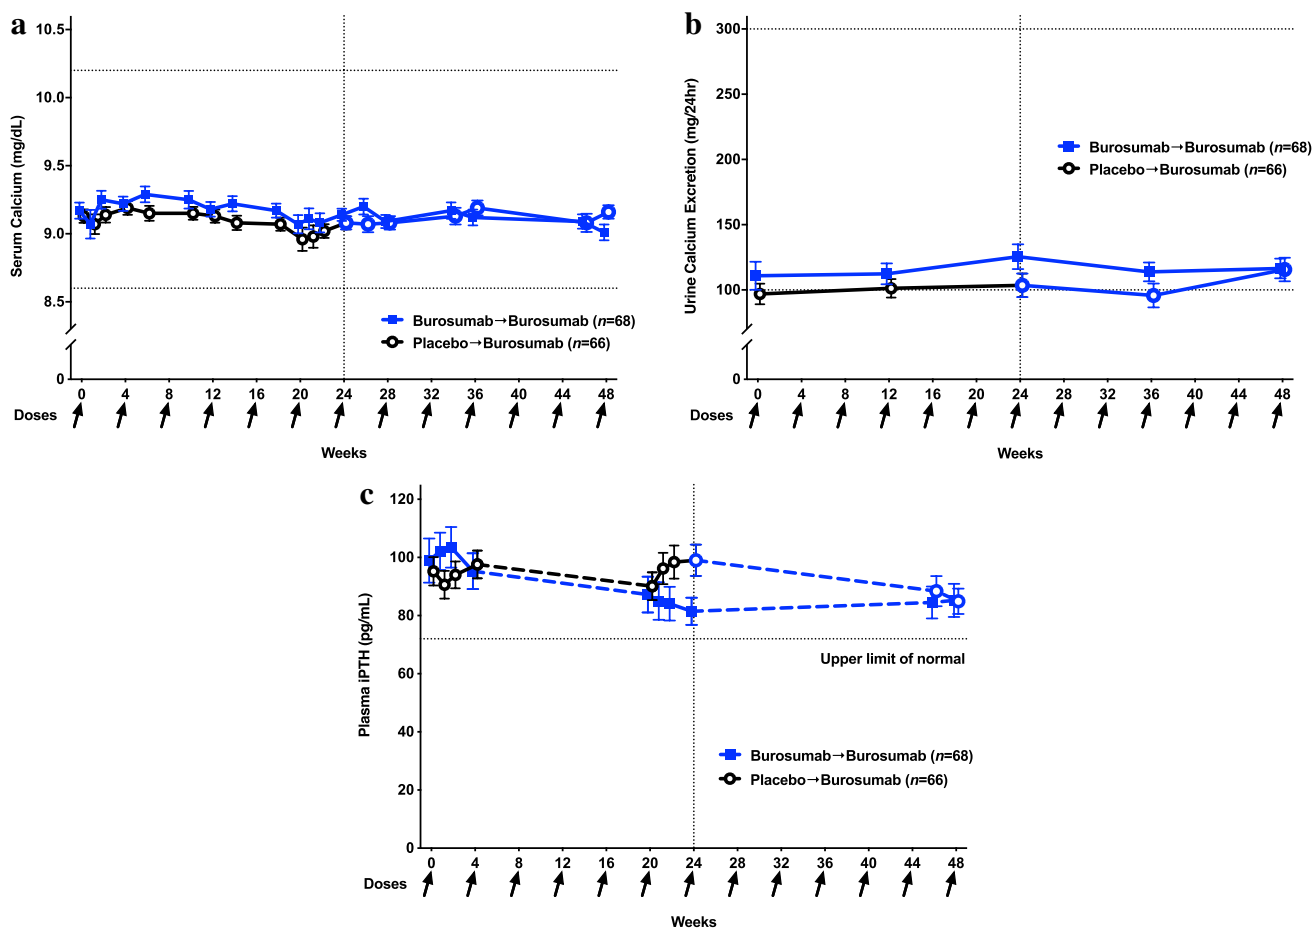 a
10.5
10.0
9.5
9.0
8.5
0
Serum Calcium (mg/dL)
Burosumab→Burosumab (n=68)
Placebo→Burosumab (n=66)
0 4 8 12 16 20 24 28 32 36 40 44 48
Doses
Weeks
b
300
250
200
150
100
0
Urine Calcium Excretion (mg/24hr)
Burosumab→Burosumab (n=68)
Placebo→Burosumab (n=66)
0 4 8 12 16 20 24 28 32 36 40 44 48
Doses
Weeks
c
120
100
80
60
40
20
0
Plasma iPTH (pg/mL)
Upper limit of normal
Burosumab→Burosumab (n=68)
Placebo→Burosumab (n=66)
0 4 8 12 16 20 24 28 32 36 40 44 48
Doses
Weeks